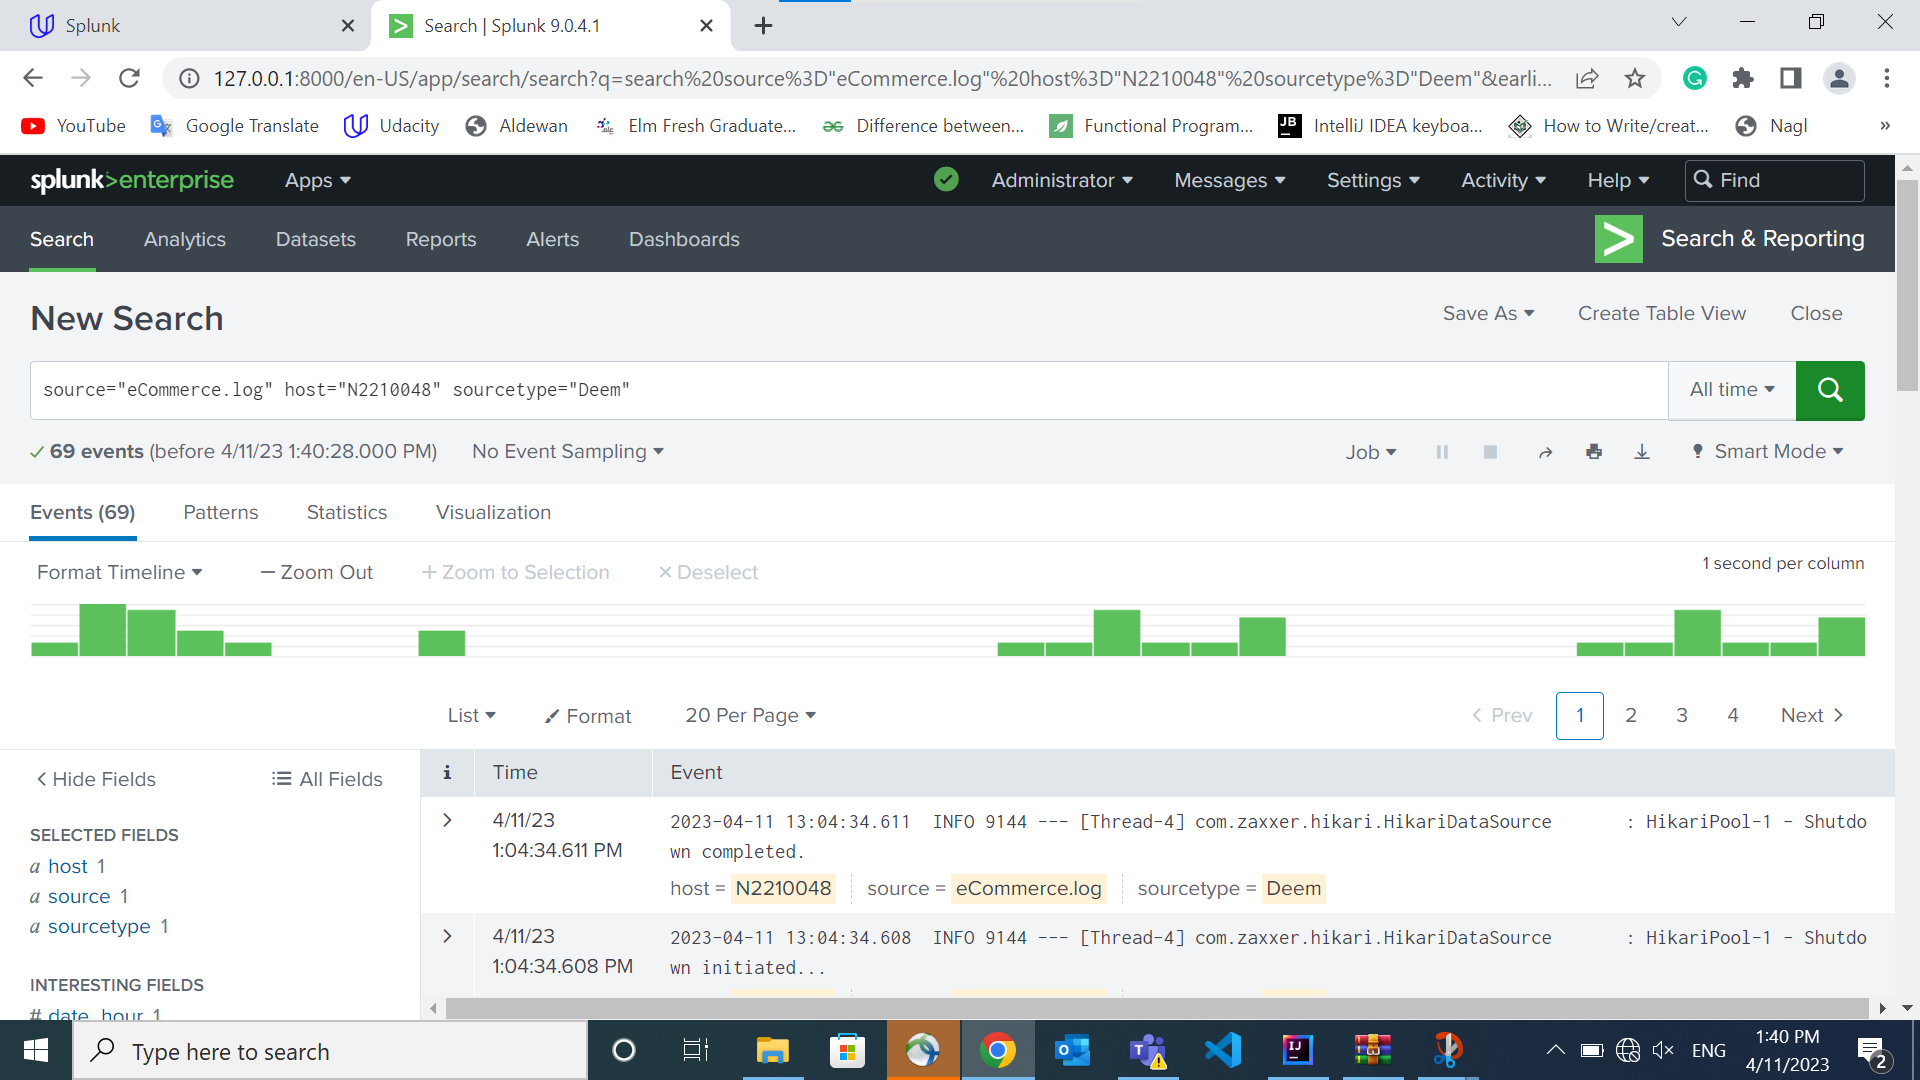 Splunk
Search | Splunk 9.0.4.1
127.0.0.1:8000/en-US/app/search/search?q=search%20source%3D"eCommerce.log"%20host%3D"N2210048"%20sourcetype%3D"Deem"&earli...
YouTube Google Translate Udacity Aldewan Elm Fresh Graduate... Difference between... Functional Program... IntelliJ IDEA keyboa... How to Write/creat... Nagl »
splunk>enterprise Apps Administrator Messages Settings Activity Help Find
Search Analytics Datasets Reports Alerts Dashboards Search & Reporting
New Search Save As Create Table View Close
source="eCommerce.log" host="N2210048" sourcetype="Deem" All time
69 events (before 4/11/23 1:40:28.000 PM) No Event Sampling Job Smart Mode
Events (69) Patterns Statistics Visualization
Format Timeline — Zoom Out + Zoom to Selection × Deselect 1 second per column
List Format 20 Per Page < Prev 1 2 3 4 Next >
< Hide Fields All Fields i Time Event
SELECTED FIELDS
a host 1
a source 1
a sourcetype 1
INTERESTING FIELDS
# date_hour 1
> 4/11/23 1:04:34.611 PM
2023-04-11 13:04:34.611 INFO 9144 --- [Thread-4] com.zaxxer.hikari.HikariDataSource : HikariPool-1 - Shutdo
wn completed.
host = N2210048 source = eCommerce.log sourcetype = Deem
> 4/11/23 1:04:34.608 PM
2023-04-11 13:04:34.608 INFO 9144 --- [Thread-4] com.zaxxer.hikari.HikariDataSource : HikariPool-1 - Shutdo
wn initiated...
Type here to search ENG 1:40 PM
4/11/2023 2